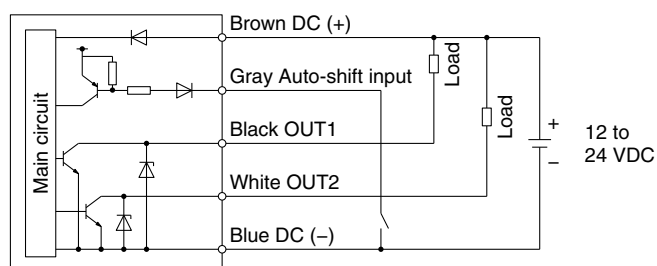 Brown DC (+)
Gray Auto-shift input
Black OUT1
White OUT2
Blue DC (−)
Main circuit
Load
Load
+
−
12 to
24 VDC